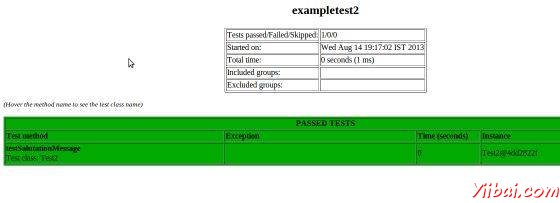 exampletest2
Tests passed/Failed/Skipped: 1/0/0
Started on: Wed Aug 14 19:17:02 IST 2013
Total time: 0 seconds (1 ms)
Included groups:
Excluded groups:
(Hover the method name to see the test class name)
PASSED TESTS
Test method Exception Time (seconds) Instance
testSalutationMessage
Test class: Test2 0 Test2@4dd2822f
Yiibai.com